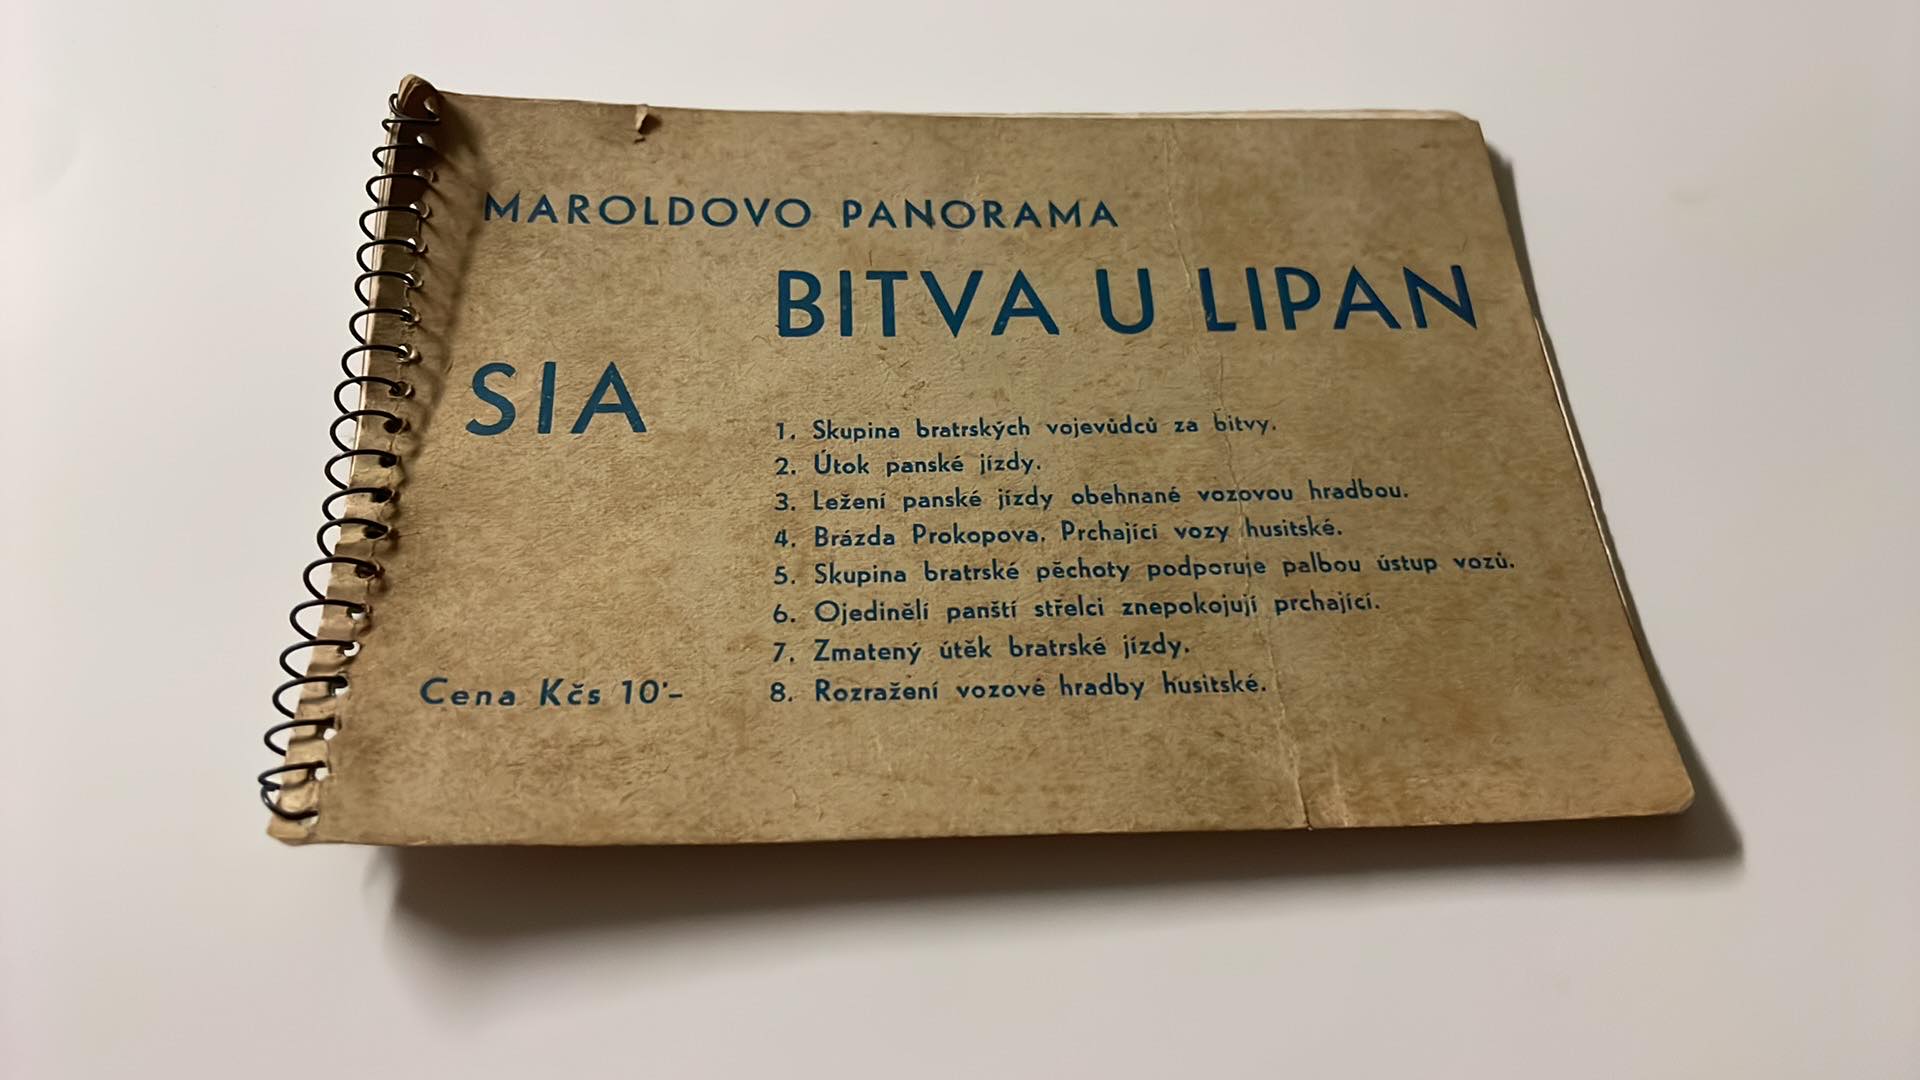 MAROLDOVO PANORAMA
BITVA U LIPAN
SIA
1. Skupina bratrských vojevůdců za bitvy.
2. Útok panské jízdy.
3. Ležení panské jízdy obehnané vozovou hradbou.
4. Brázda Prokopova. Prchající vozy husitské.
5. Skupina bratrské pěchoty podporuje palbou ústup vozů.
6. Ojedinělí panští střelci znepokojují prchající.
7. Zmatený útěk bratrské jízdy.
8. Rozražení vozové hradby husitské.
Cena Kčs 10'-